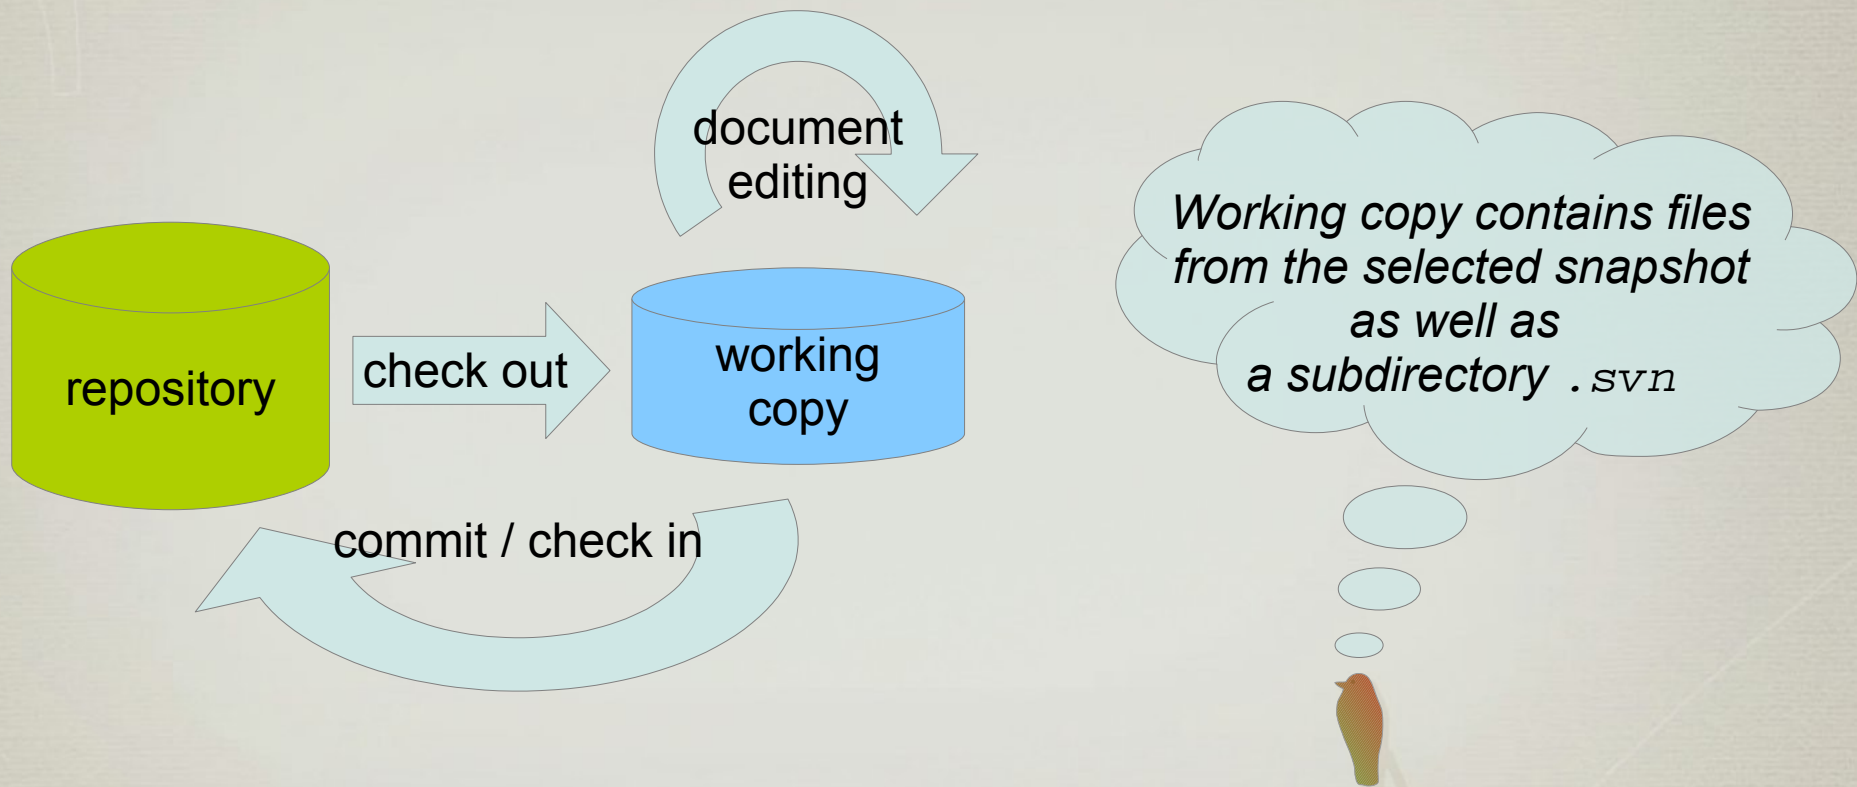 document
editing
repository
check out
working
copy
commit / check in
Working copy contains files
from the selected snapshot
as well as
a subdirectory .svn